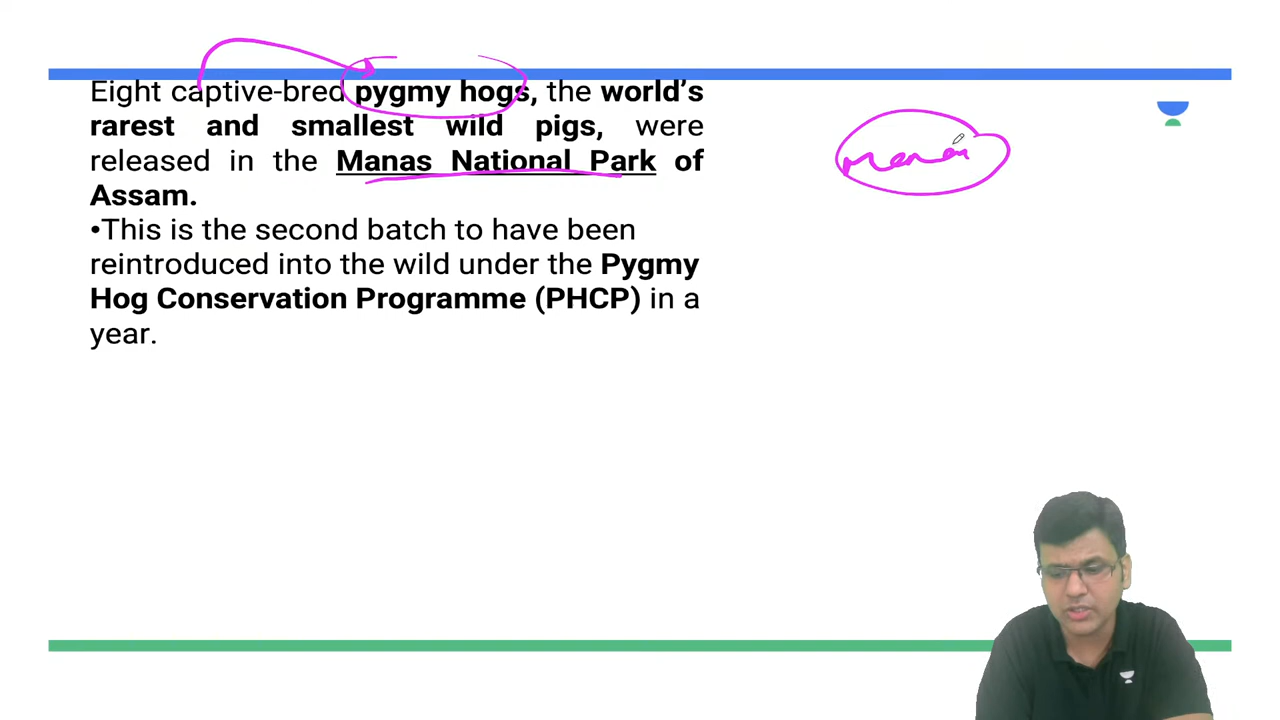 Eight captive-bred pygmy hogs, the world's
rarest and smallest wild pigs, were
released in the Manas National Park of
Assam.
•This is the second batch to have been
reintroduced into the wild under the Pygmy
Hog Conservation Programme (PHCP) in a
year.